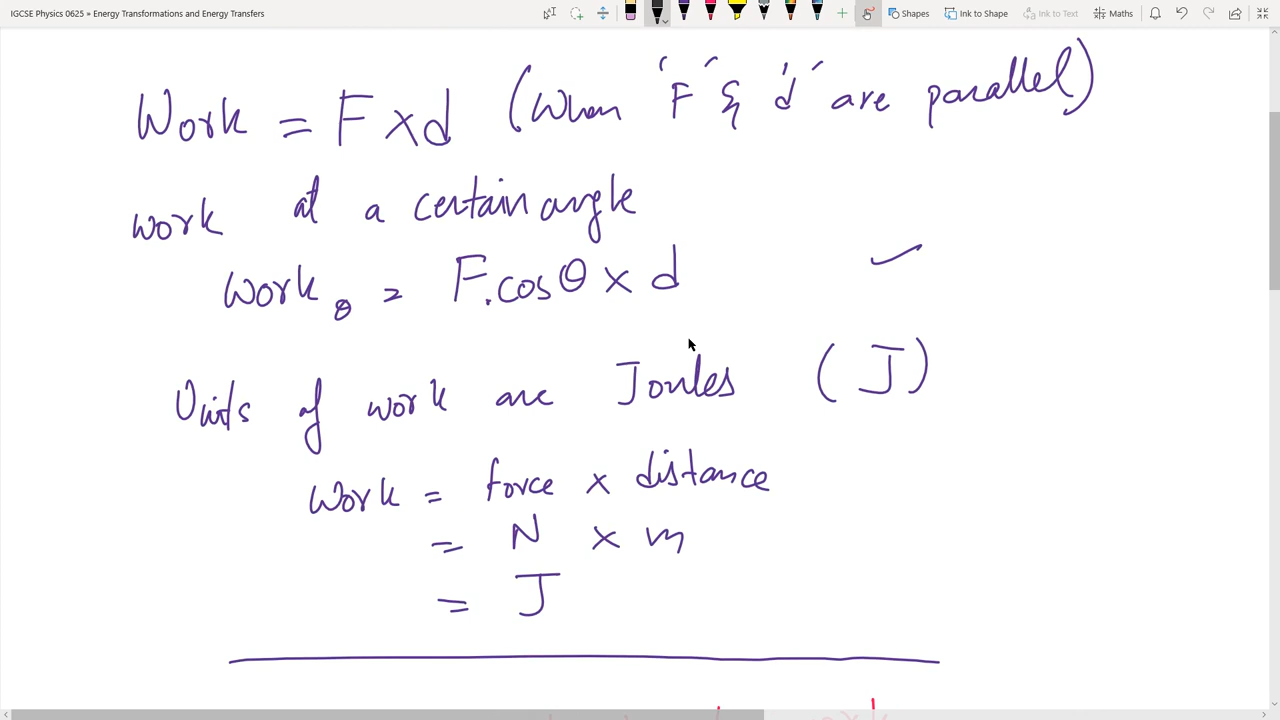 IGCSE Physics 0625 » Energy Transformations and Energy Transfers
Shapes Ink to Shape Ink to Text Maths
Work = F × d (When 'F' & 'd' are parallel)
work at a certain angle
Work θ = F.cosθ × d
Units of work are Joules (J)
Work = force × distance
= N × m
= J